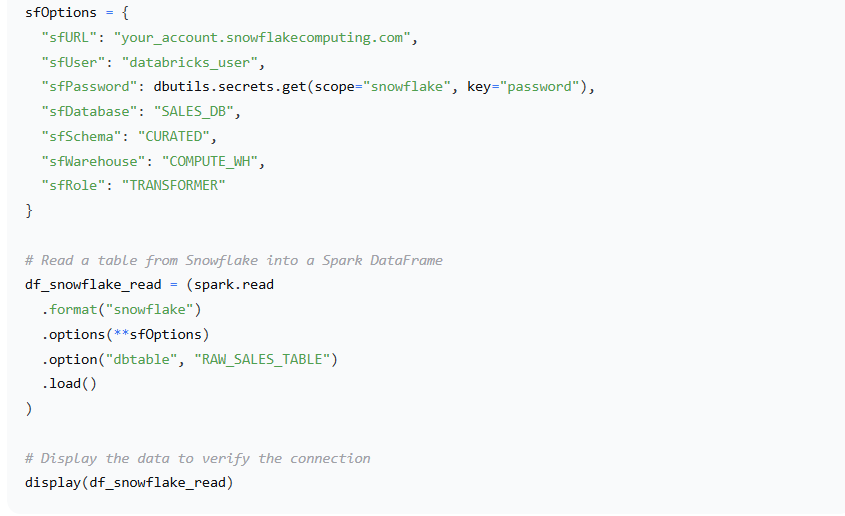 sfOptions = {
"sfURL": "your_account.snowflakecomputing.com",
"sfUser": "databricks_user",
"sfPassword": dbutils.secrets.get(scope="snowflake", key="password"),
"sfDatabase": "SALES_DB",
"sfSchema": "CURATED",
"sfWarehouse": "COMPUTE_WH",
"sfRole": "TRANSFORMER"
}
# Read a table from Snowflake into a Spark DataFrame
df_snowflake_read = (spark.read
.format("snowflake")
.options(**sfOptions)
.option("dbtable", "RAW_SALES_TABLE")
.load()
)
# Display the data to verify the connection
display(df_snowflake_read)